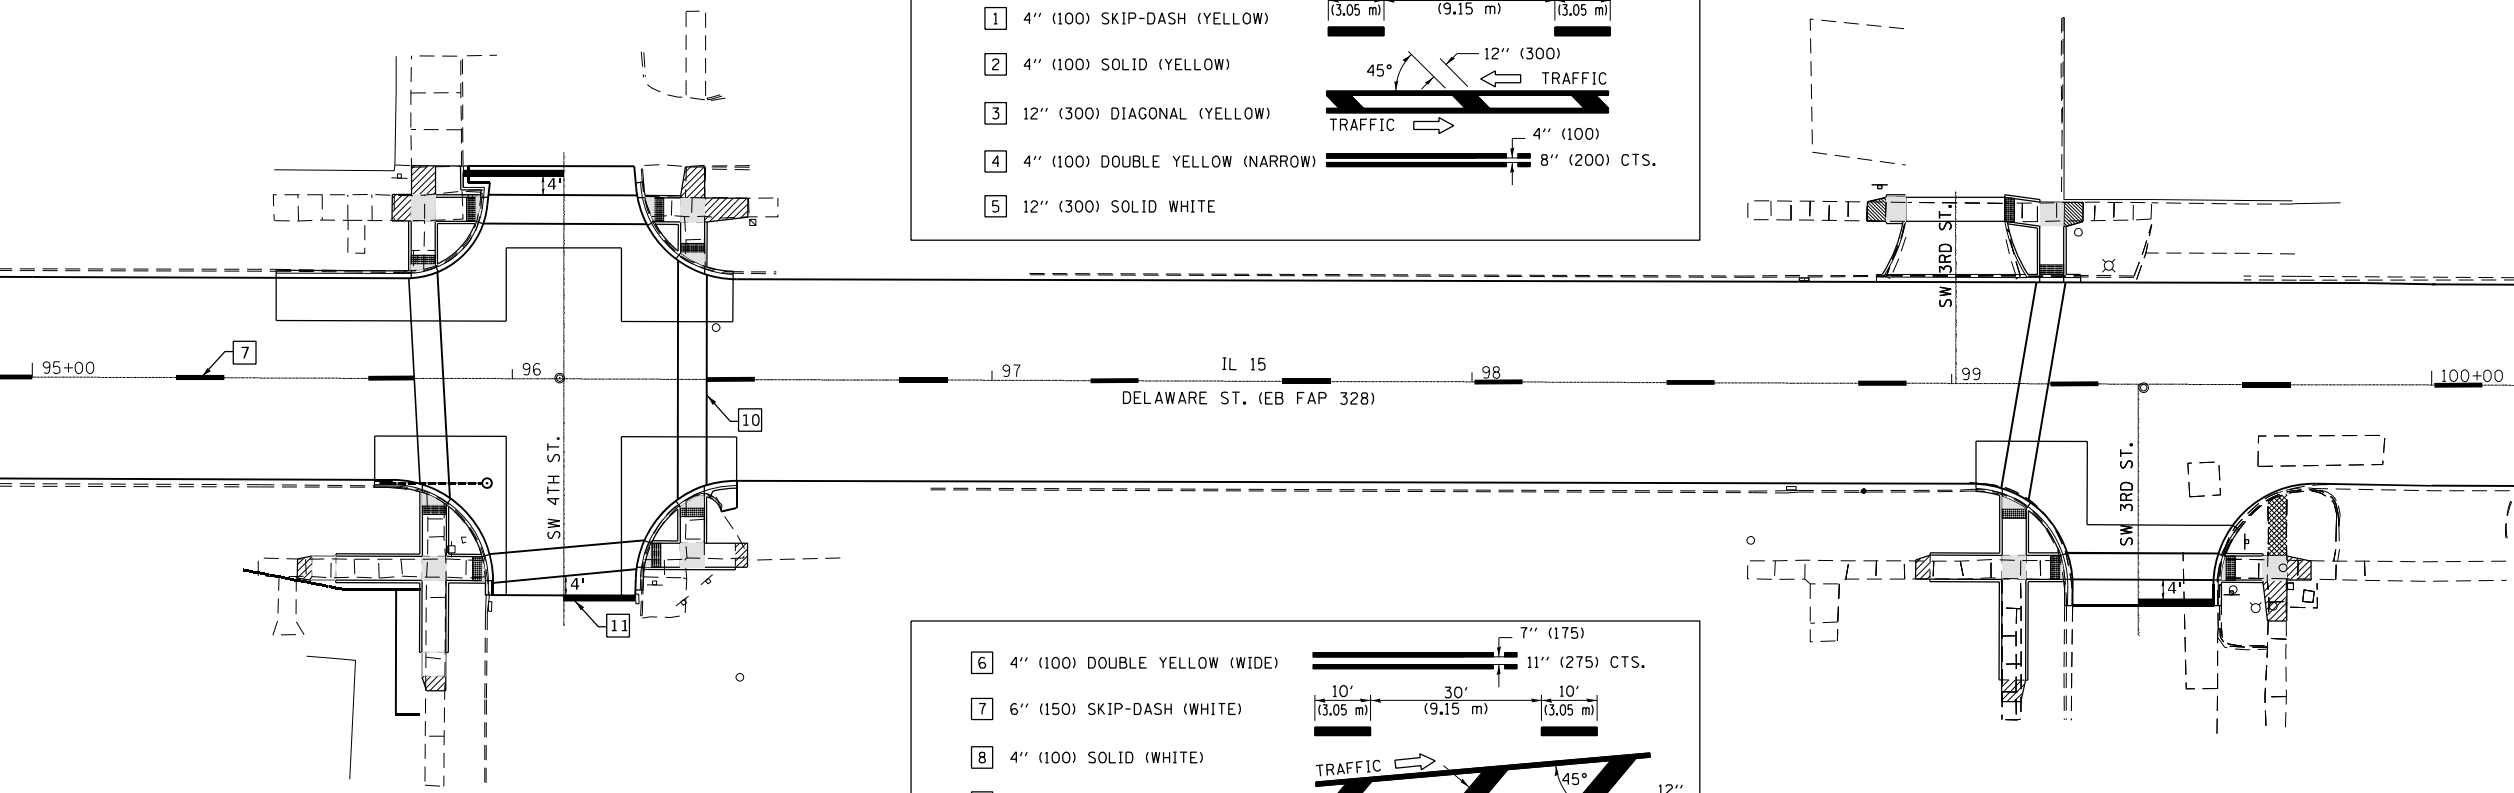 1 4'' (100) SKIP-DASH (YELLOW)
(3.05 m) (9.15 m) (3.05 m)
2 4'' (100) SOLID (YELLOW)
45° 12'' (300)
TRAFFIC
3 12'' (300) DIAGONAL (YELLOW)
TRAFFIC
4 4'' (100) DOUBLE YELLOW (NARROW)
4'' (100)
8'' (200) CTS.
5 12'' (300) SOLID WHITE
4'
SW 3RD ST.
7
95+00
96
97
IL 15
98
99
100+00
DELAWARE ST. (EB FAP 328)
10
SW 4TH ST.
SW 3RD ST.
4'
11
4'
6 4'' (100) DOUBLE YELLOW (WIDE)
7'' (175)
11'' (275) CTS.
10' 30' 10'
7 6'' (150) SKIP-DASH (WHITE)
(3.05 m) (9.15 m) (3.05 m)
8 4'' (100) SOLID (WHITE)
TRAFFIC
45°
12''